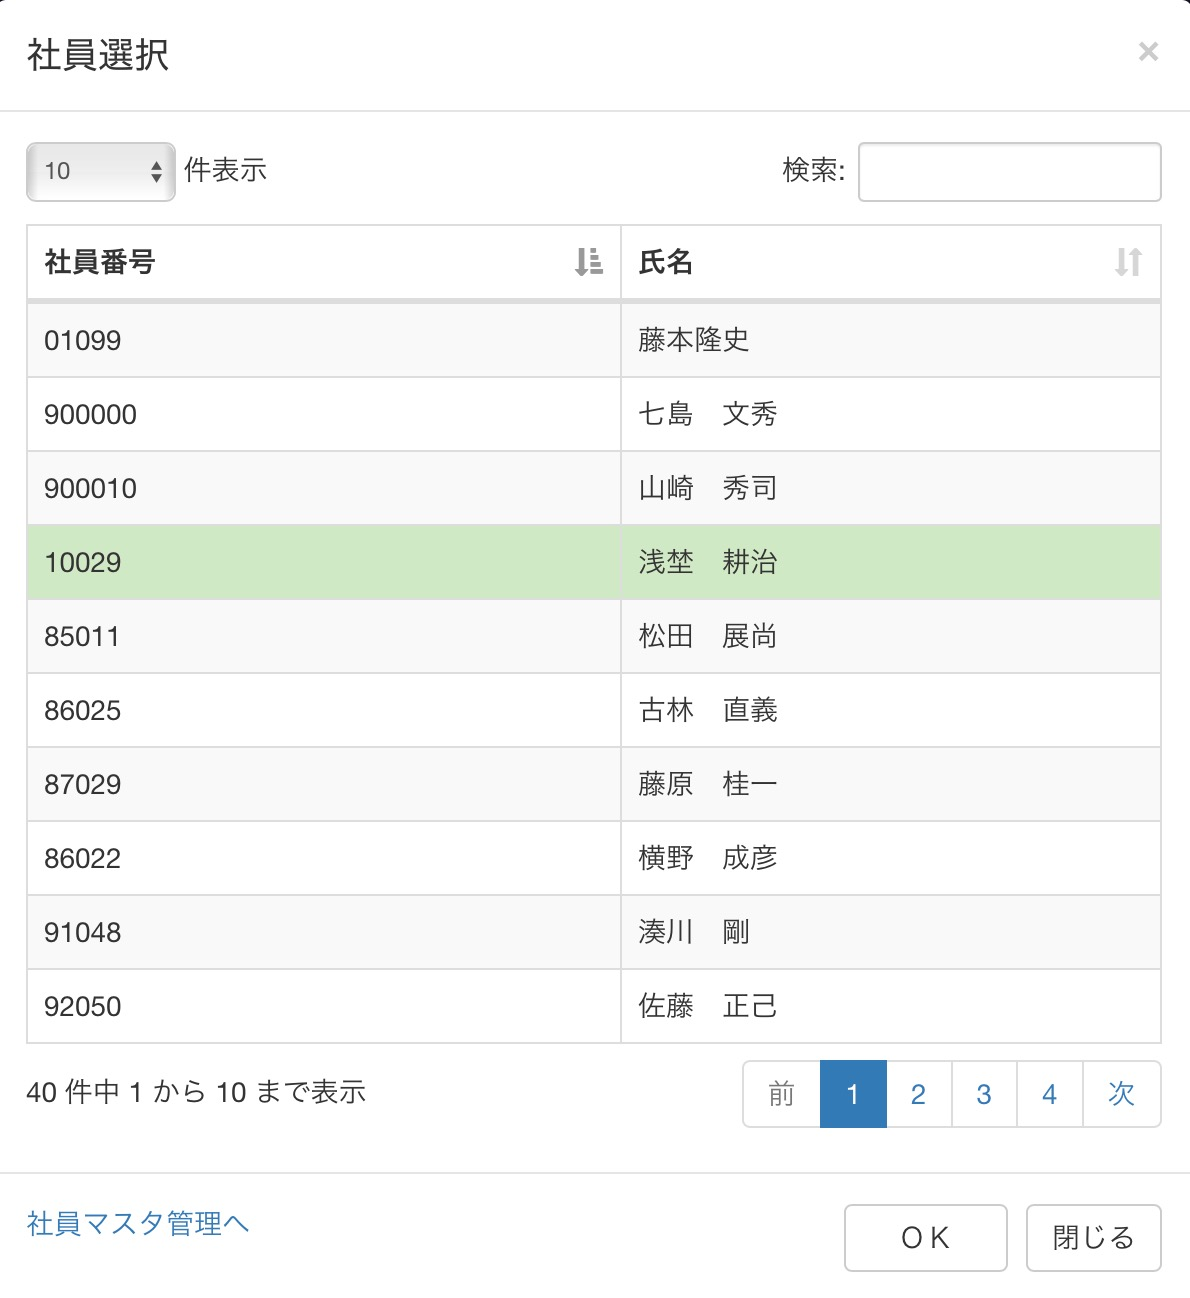 社員選択 ×
10 件表示 検索:
社員番号 氏名
01099 藤本隆史
900000 七島　文秀
900010 山崎　秀司
10029 浅埜　耕治
85011 松田　展尚
86025 古林　直義
87029 藤原　桂一
86022 横野　成彦
91048 湊川　剛
92050 佐藤　正己
40 件中 1 から 10 まで表示 前 1 2 3 4 次
社員マスタ管理へ ＯＫ 閉じる